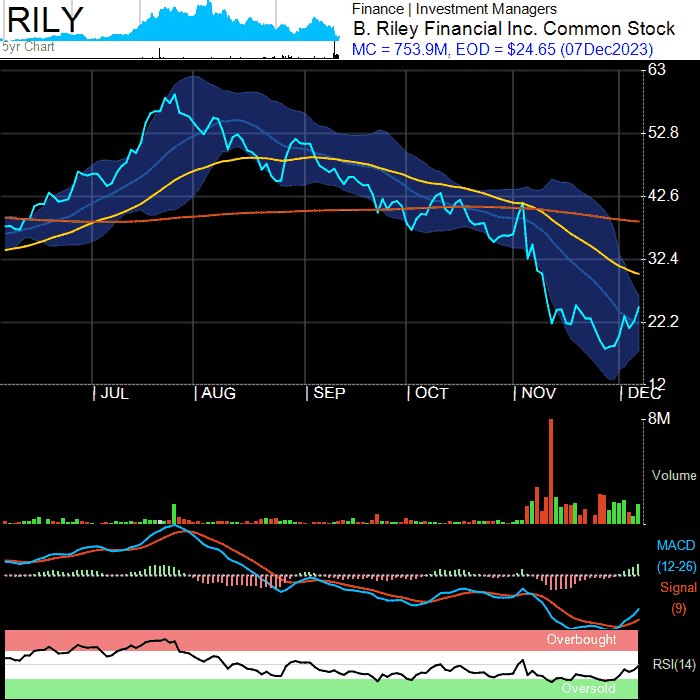 RILY
Finance | Investment Managers
B. Riley Financial Inc. Common Stock
5yr Chart
MC = 753.9M, EOD = $24.65 (07Dec2023)
63
52.8
42.6
32.4
22.2
12
| JUL | AUG | SEP | OCT | NOV | DEC
8M
Volume
MACD
(12-26)
Signal
(9)
Overbought
RSI(14)
Oversold